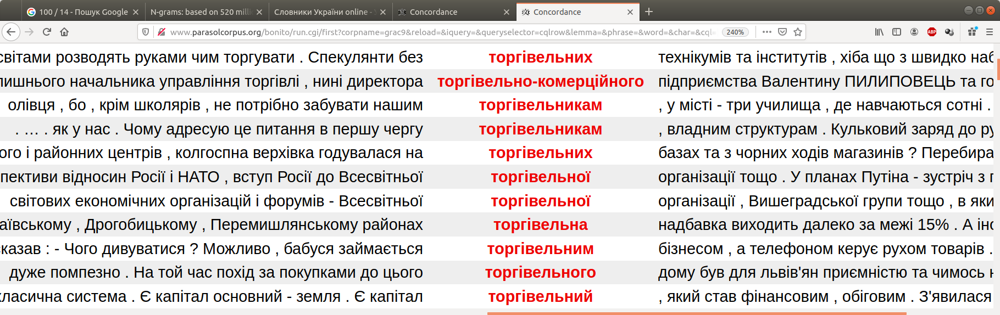 100 / 14 - Пошук Google
N-grams: based on 520 milli
Словники України online -
Concordance
Concordance
www.parasolcorpus.org/bonito/run.cgi/first?corpname=grac9&reload=&iquery=&queryselector=cqlrow&lemma=&phrase=&word=&char=&cql=
240%
ABP
світами розводять руками чим торгувати . Спекулянти без торгівельних технікумів та інститутів , хіба що з швидко наб
лишнього начальника управління торгівлі , нині директора торгівельно-комерційного підприємства Валентину ПИЛИПОВЕЦЬ та го
олівця , бо , крім школярів , не потрібно забувати нашим торгівельникам , у місті - три училища , де навчаються сотні .
. … . як у нас . Чому адресую це питання в першу чергу торгівельникам , владним структурам . Кульковий заряд до ру
ого і районних центрів , колгоспна верхівка годувалася на торгівельних базах та з чорних ходів магазинів ? Перебира
пективи відносин Росії і НАТО , вступ Росії до Всесвітньої торгівельної організації тощо . У планах Путіна - зустріч з г
світових економічних організацій і форумів - Всесвітньої торгівельної організації , Вишеградської групи тощо , в яки
аївському , Дрогобицькому , Перемишлянському районах торгівельна надбавка виходить далеко за межі 15% . А інс
сказав : - Чого дивуватися ? Можливо , бабуся займається торгівельним бізнесом , а телефоном керує рухом товарів .
дуже помпезно . На той час похід за покупками до цього торгівельного дому був для львів'ян приємністю та чимось н
класична система . Є капітал основний - земля . Є капітал торгівельний , який став фінансовим , обіговим . З'явилася